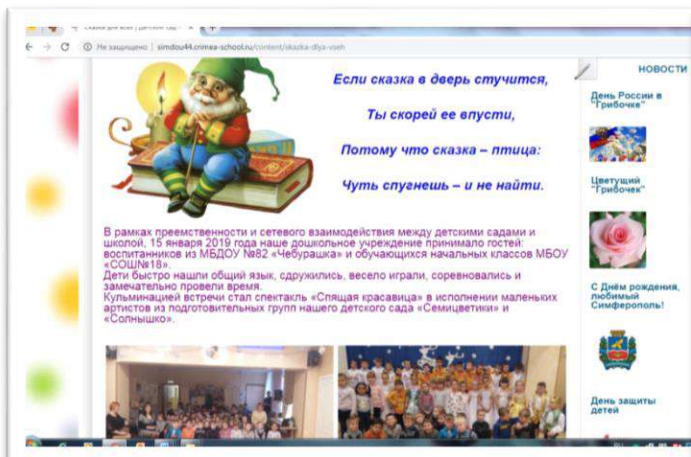 Сказка для всех | Детский сад
Не защищено | simdou44.crimea-school.ru/content/skazka-dlya-vseh
Если сказка в дверь стучится,
Ты скорей ее впусти,
Потому что сказка – птица:
Чуть спугнешь – и не найти.
В рамках преемственности и сетевого взаимодействия между детскими садами и
школой, 15 января 2019 года наше дошкольное учреждение принимало гостей:
воспитанников из МБДОУ №82 «Чебурашка» и обучающихся начальных классов МБОУ
«СОШ№18».
Дети быстро нашли общий язык, сдружились, весело играли, соревновались и
замечательно провели время.
Кульминацией встречи стал спектакль «Спящая красавица» в исполнении маленьких
артистов из подготовительных групп нашего детского сада «Семицветики» и
«Солнышко».
НОВОСТИ
День России в
"Грибочке"
Цветущий
"Грибочек"
С Днём рождения,
любимый
Симферополь!
День защиты
детей